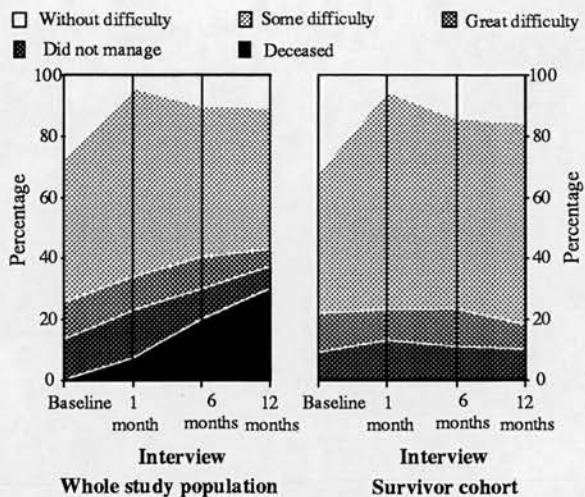 Without difficulty Some difficulty Great difficulty
Did not manage Deceased
100 100
80 80
60 60
40 40
20 20
0 0
Percentage Percentage
Baseline 1 6 12 Baseline 1 6 12
month months months month months months
Interview Interview
Whole study population Survivor cohort